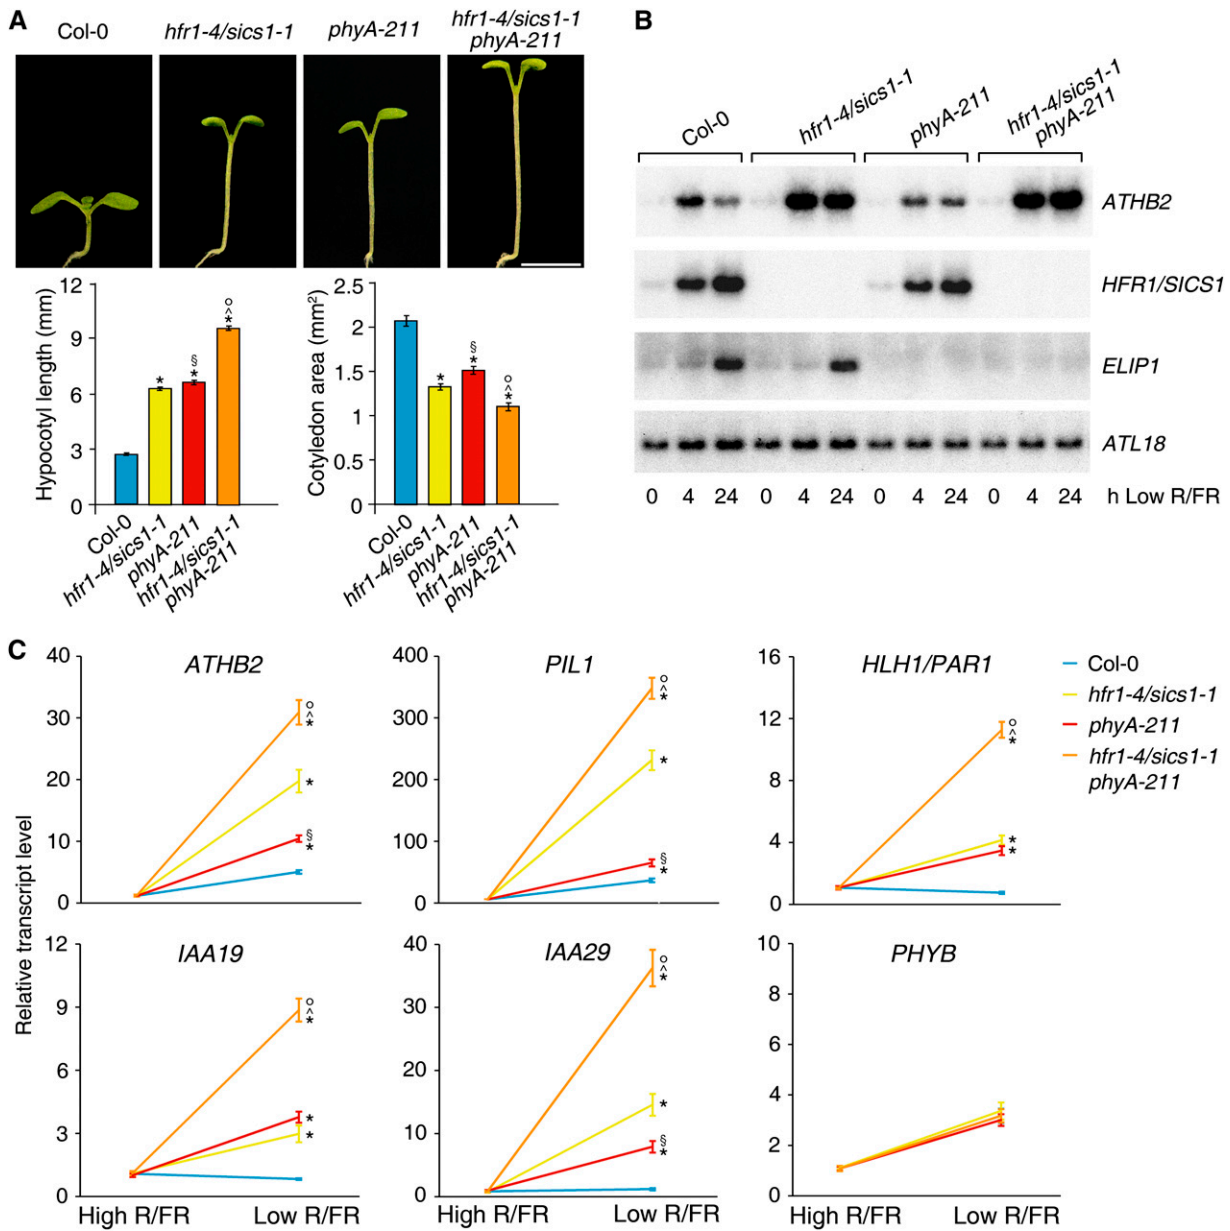 A
Col-0
hfr1-4/sics1-1
phyA-211
hfr1-4/sics1-1
phyA-211
Hypocotyl length (mm)
12
9
6
3
0
*
§
*
°
^
*
Col-0
hfr1-4/sics1-1
phyA-211
hfr1-4/sics1-1
phyA-211
Cotyledon area (mm²)
2.5
2
1.5
1
0.5
0
*
§
*
°
^
*
Col-0
hfr1-4/sics1-1
phyA-211
hfr1-4/sics1-1
phyA-211
B
Col-0
hfr1-4/sics1-1
phyA-211
hfr1-4/sics1-1
phyA-211
ATHB2
HFR1/SICS1
ELIP1
ATL18
0 4 24 0 4 24 0 4 24 0 4 24 h Low R/FR
C
Relative transcript level
ATHB2
40
30
20
10
0
°
^
*
*
§
*
PIL1
400
300
200
100
0
°
^
*
*
§
*
HLH1/PAR1
16
12
8
4
0
°
^
*
*
*
Col-0
hfr1-4/sics1-1
phyA-211
hfr1-4/sics1-1
phyA-211
IAA19
12
9
6
3
0
°
^
*
*
*
High R/FR Low R/FR
IAA29
40
30
20
10
0
°
^
*
*
§
*
High R/FR Low R/FR
PHYB
10
8
6
4
2
0
High R/FR Low R/FR